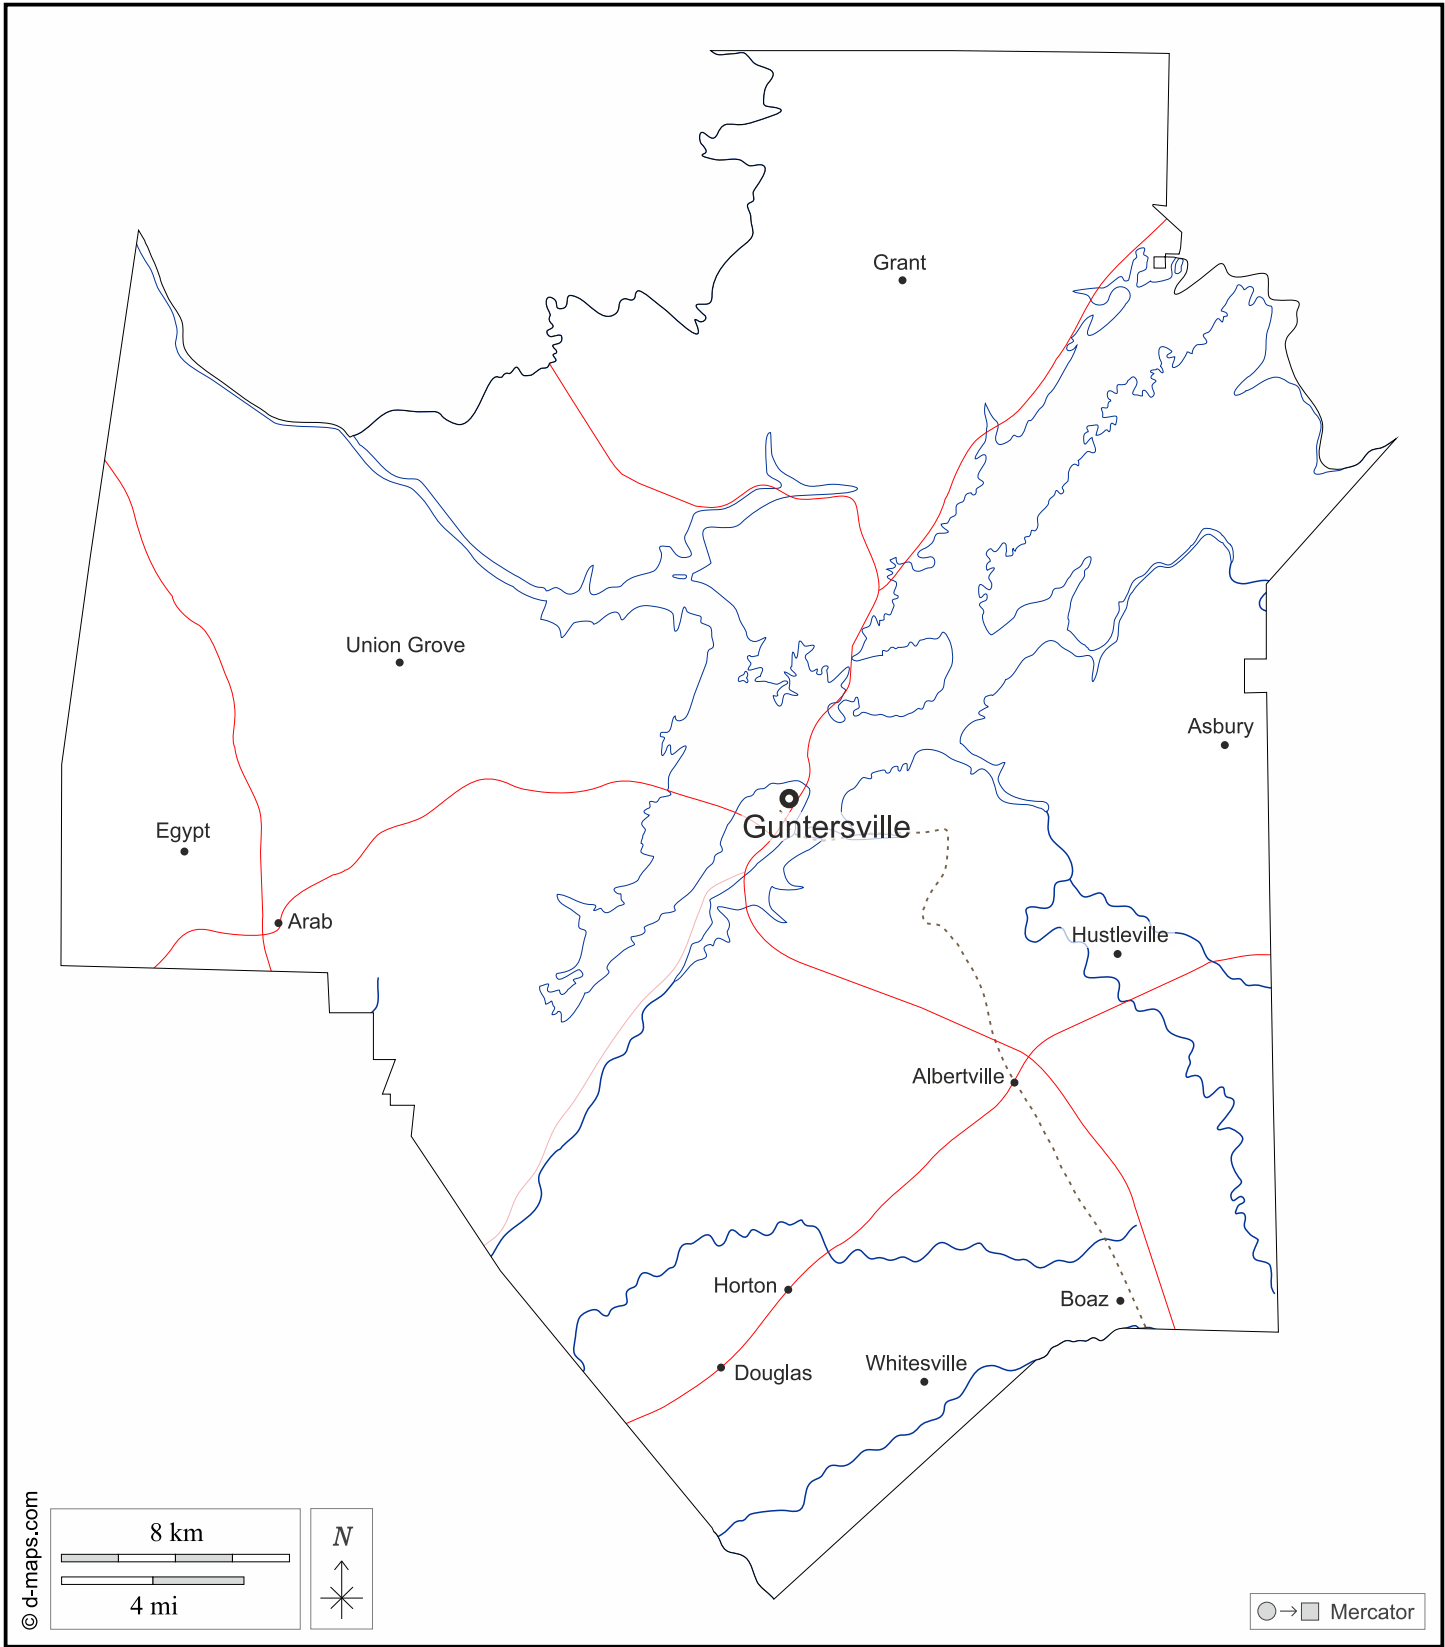 Grant
Union Grove
Asbury
Guntersville
Egypt
Arab
Hustleville
Albertville
Horton
Boaz
Whitesville
Douglas
© d-maps.com
8 km
4 mi
N
Mercator